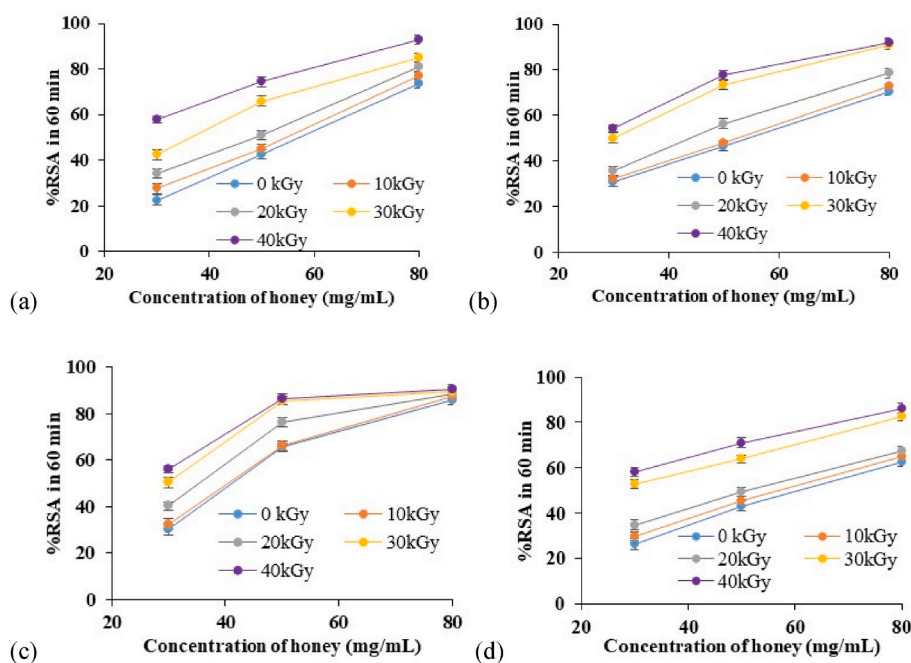 100
80
60
40
20
0
%RSA in 60 min
0 kGy 10kGy
20kGy 30kGy
40kGy
20 40 60 80
Concentration of honey (mg/mL)
(a)
100
80
60
40
20
0
%RSA in 60 min
0 kGy 10kGy
20kGy 30kGy
40kGy
20 40 60 80
Concentration of honey (mg/mL)
(b)
100
80
60
40
20
0
%RSA in 60 min
0 kGy 10kGy
20kGy 30kGy
40kGy
20 40 60 80
Concentration of honey (mg/mL)
(c)
100
80
60
40
20
0
%RSA in 60 min
0 kGy 10kGy
20kGy 30kGy
40kGy
20 40 60 80
Concentration of honey (mg/mL)
(d)